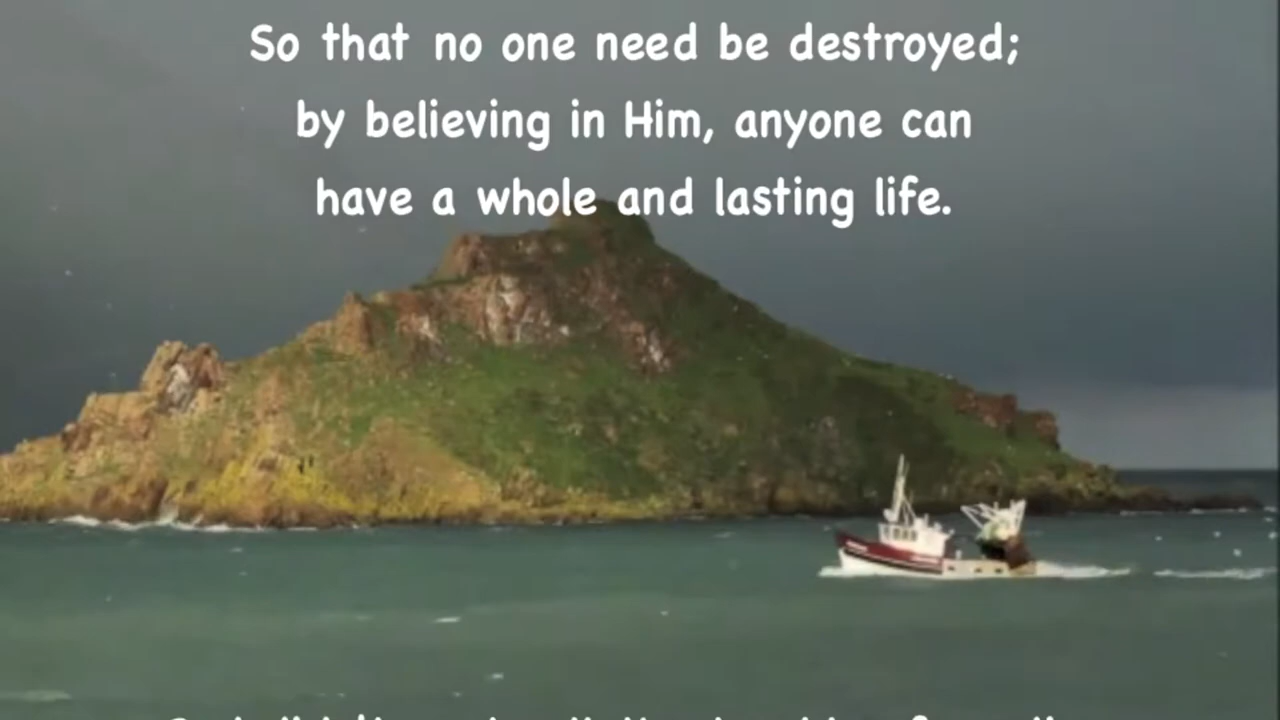 So that no one need be destroyed;
by believing in Him, anyone can
have a whole and lasting life.